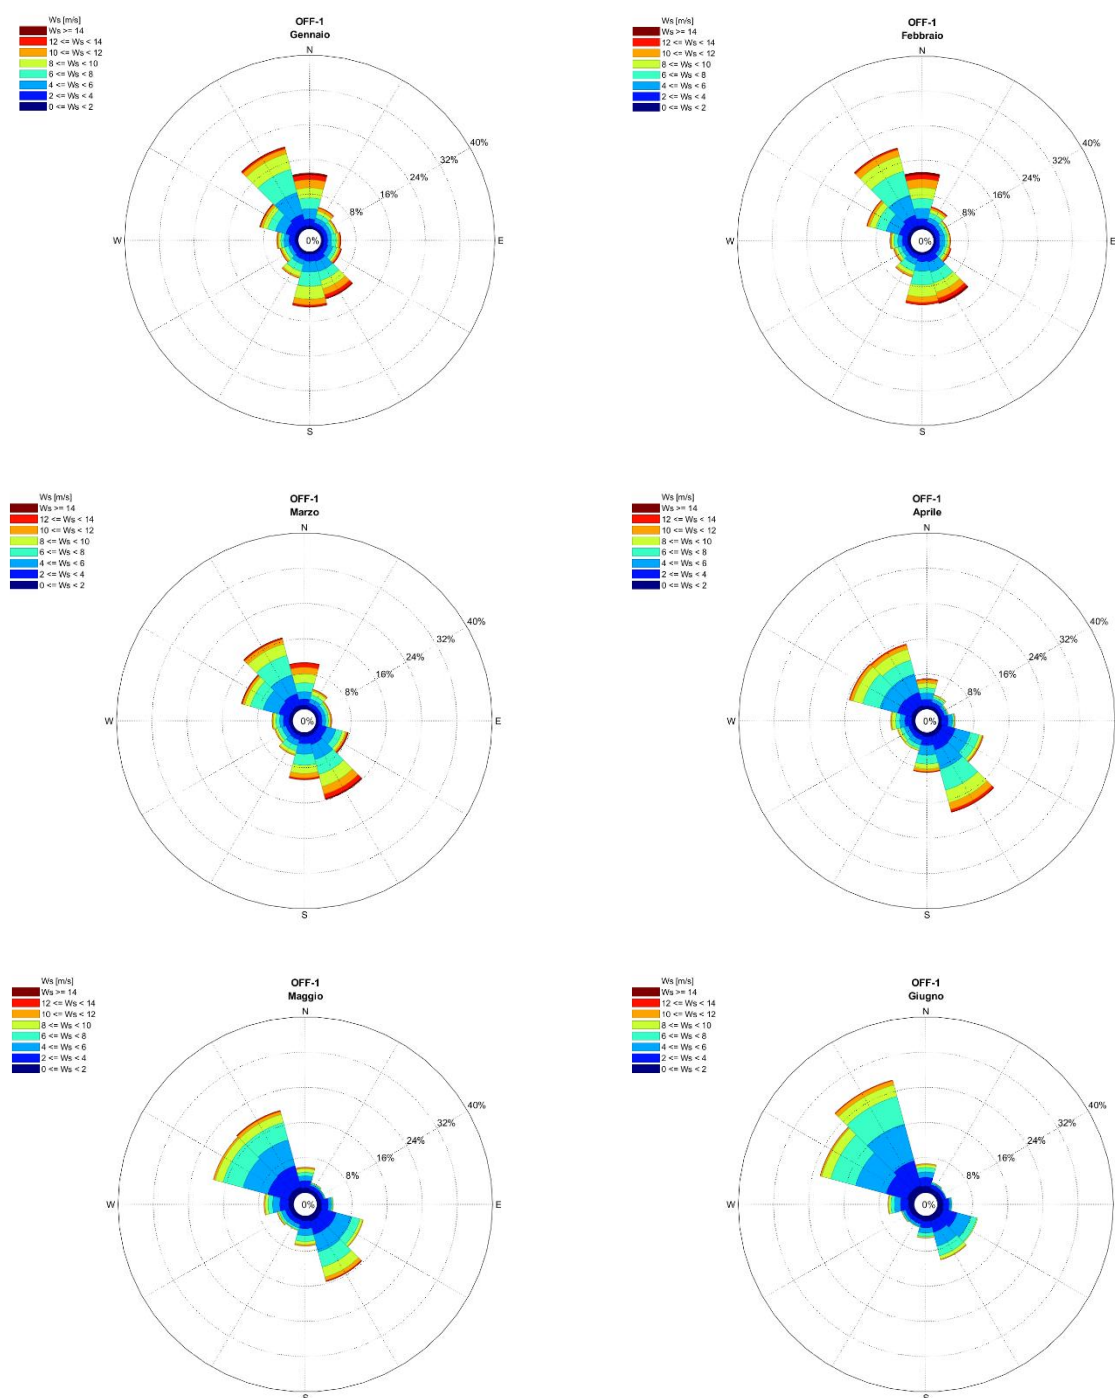 Ws [m/s]
Ws >= 14
12 <= Ws < 14
10 <= Ws < 12
8 <= Ws < 10
6 <= Ws < 8
4 <= Ws < 6
2 <= Ws < 4
0 <= Ws < 2
OFF-1
Gennaio
N
40%
32%
24%
16%
8%
0%
W
E
S
Ws [m/s]
Ws >= 14
12 <= Ws < 14
10 <= Ws < 12
8 <= Ws < 10
6 <= Ws < 8
4 <= Ws < 6
2 <= Ws < 4
0 <= Ws < 2
OFF-1
Febbraio
N
40%
32%
24%
16%
8%
0%
W
E
S
Ws [m/s]
Ws >= 14
12 <= Ws < 14
10 <= Ws < 12
8 <= Ws < 10
6 <= Ws < 8
4 <= Ws < 6
2 <= Ws < 4
0 <= Ws < 2
OFF-1
Marzo
N
40%
32%
24%
16%
8%
0%
W
E
S
Ws [m/s]
Ws >= 14
12 <= Ws < 14
10 <= Ws < 12
8 <= Ws < 10
6 <= Ws < 8
4 <= Ws < 6
2 <= Ws < 4
0 <= Ws < 2
OFF-1
Aprile
N
40%
32%
24%
16%
8%
0%
W
S
Ws [m/s]
Ws >= 14
12 <= Ws < 14
10 <= Ws < 12
8 <= Ws < 10
6 <= Ws < 8
4 <= Ws < 6
2 <= Ws < 4
0 <= Ws < 2
OFF-1
Maggio
N
40%
32%
24%
16%
8%
0%
W
E
S
Ws [m/s]
Ws >= 14
12 <= Ws < 14
10 <= Ws < 12
8 <= Ws < 10
6 <= Ws < 8
4 <= Ws < 6
2 <= Ws < 4
0 <= Ws < 2
OFF-1
Giugno
N
40%
32%
24%
16%
8%
0%
W
S